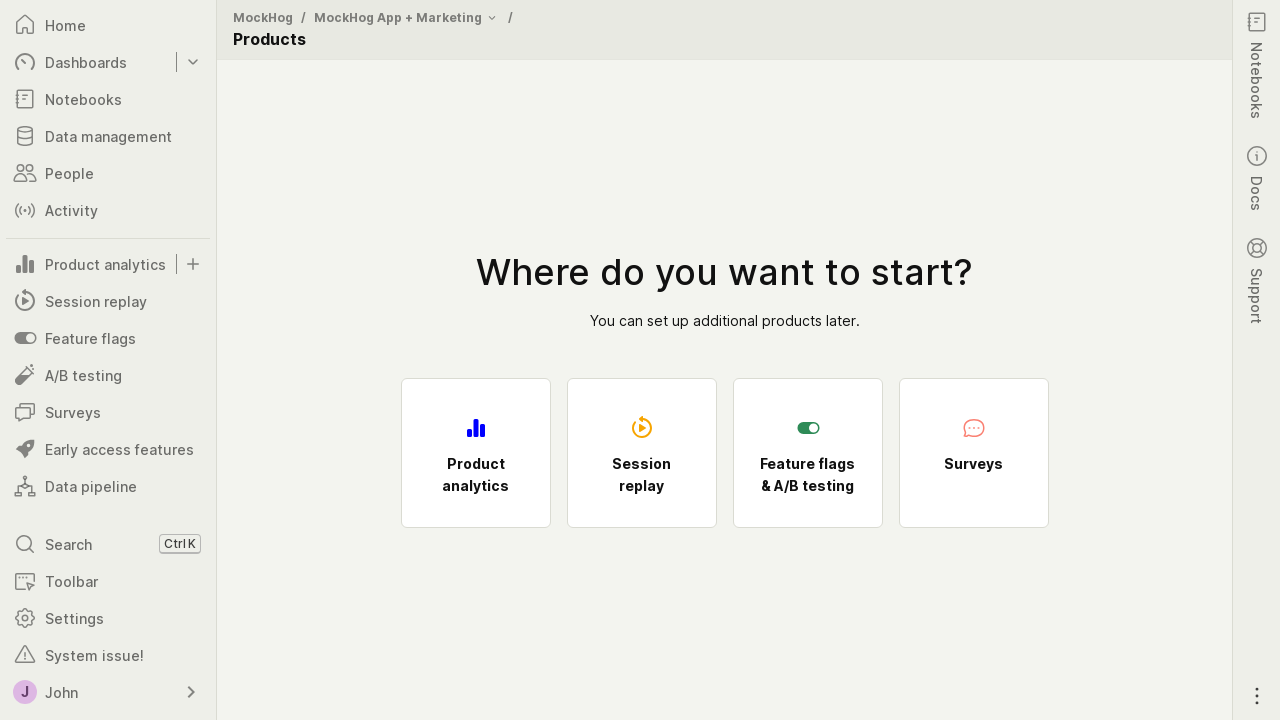 Home
Dashboards
Notebooks
Data management
People
Activity
Product analytics
Session replay
Feature flags
A/B testing
Surveys
Early access features
Data pipeline
Search Ctrl K
Toolbar
Settings
System issue!
J John
MockHog / MockHog App + Marketing /
Products
Where do you want to start?
You can set up additional products later.
Product
analytics
Session
replay
Feature flags
& A/B testing
Surveys
Notebooks
Docs
Support